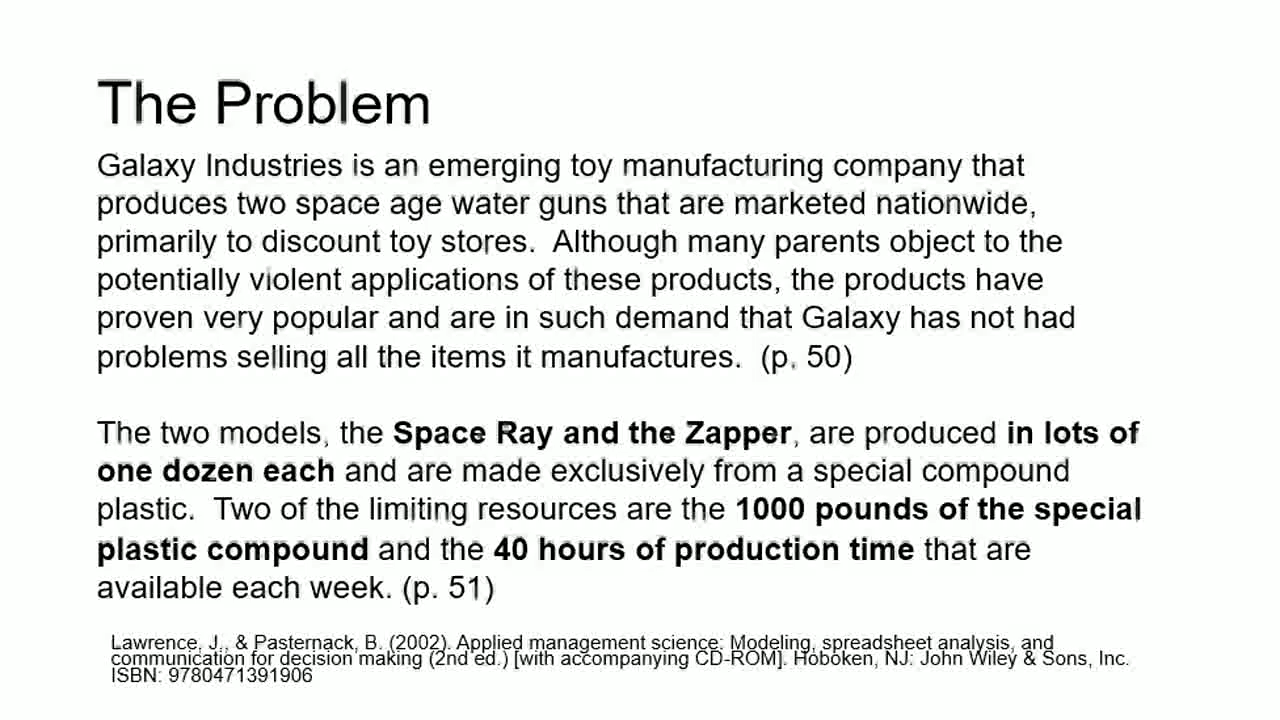 The Problem
Galaxy Industries is an emerging toy manufacturing company that
produces two space age water guns that are marketed nationwide,
primarily to discount toy stores.  Although many parents object to the
potentially violent applications of these products, the products have
proven very popular and are in such demand that Galaxy has not had
problems selling all the items it manufactures.  (p. 50)
The two models, the Space Ray and the Zapper, are produced in lots of
one dozen each and are made exclusively from a special compound
plastic.  Two of the limiting resources are the 1000 pounds of the special
plastic compound and the 40 hours of production time that are
available each week. (p. 51)
Lawrence, J., & Pasternack, B. (2002). Applied management science: Modeling, spreadsheet analysis, and
communication for decision making (2nd ed.) [with accompanying CD-ROM]. Hoboken, NJ: John Wiley & Sons, Inc.
ISBN: 9780471391906